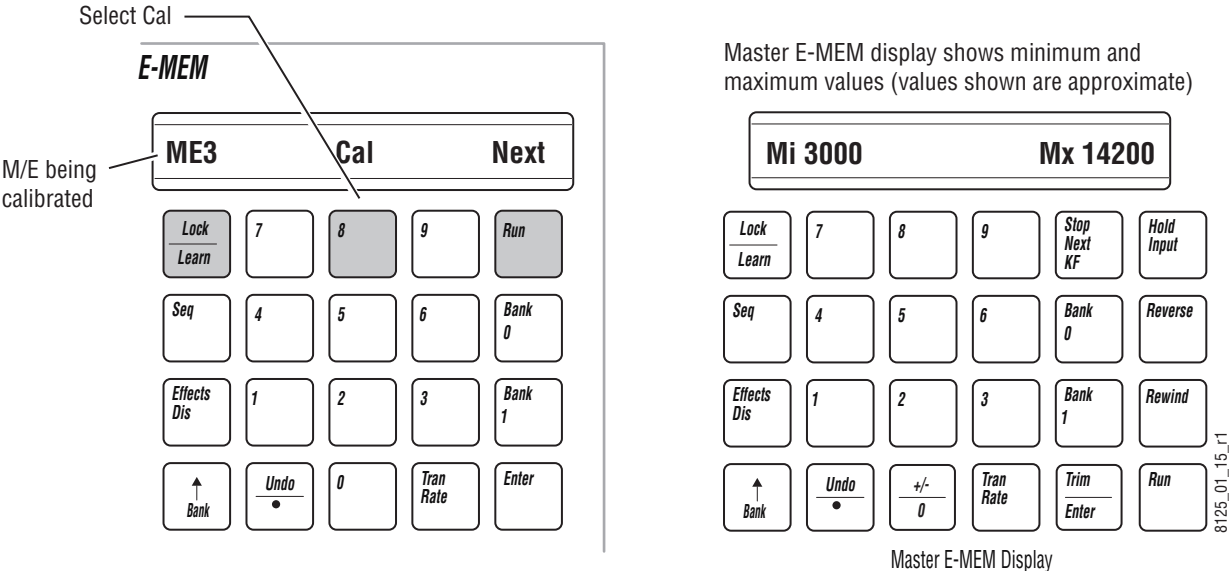 Select Cal
E-MEM
M/E being
calibrated
ME3 Cal Next
Lock
Learn
7
8
9
Run
Seq
4
5
6
Bank
0
Effects
Dis
1
2
3
Bank
1
Bank
Undo
0
Tran
Rate
Enter
Master E-MEM display shows minimum and
maximum values (values shown are approximate)
Mi 3000 Mx 14200
Lock
Learn
7
8
9
Stop
Next
KF
Hold
Input
Seq
4
5
6
Bank
0
Reverse
Effects
Dis
1
2
3
Bank
1
Rewind
Bank
Undo
+/-
0
Tran
Rate
Trim
Enter
Run
Master E-MEM Display
8125_01_15_r1